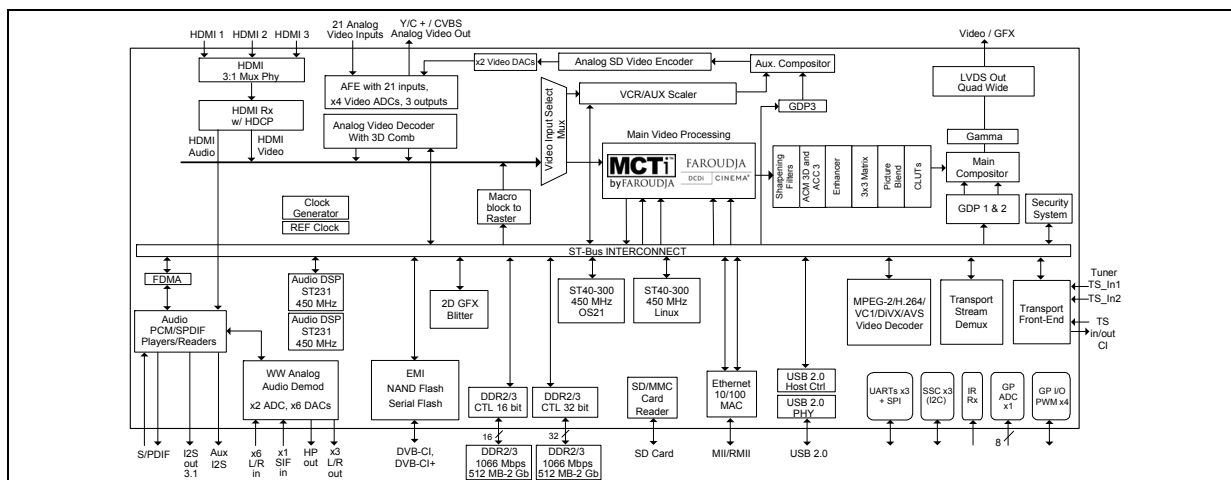 HDMI 1 HDMI 2 HDMI 3
21 Analog
Video Inputs
Y/C + / CVBS
Analog Video Out
Video / GFX
HDMI
3:1 Mux Phy
AFE with 21 inputs,
x4 Video ADCs, 3 outputs
x2 Video DACs
Analog SD Video Encoder
Aux. Compositor
LVDS Out
Quad Wide
HDMI Rx
w/ HDCP
Analog Video Decoder
With 3D Comb
Video Input Select
Mux
VCR/AUX Scaler
GDP3
Gamma
HDMI
Audio
HDMI
Video
Main Video Processing
MCTi
byFAROUDJA
FAROUDJA
DCDI CINEMA
Sharpening
Filters
ACM 3D and
ACC 3
Enhancer
3x3 Matrix
Picture
Blend
CLUTs
Main
Compositor
Clock
Generator
REF Clock
Macro
block to
Raster
GDP 1 & 2
Security
System
ST-Bus INTERCONNECT
FDMA
Audio DSP
ST231
450 MHz
Audio DSP
ST231
450 MHz
2D GFX
Blitter
ST40-300
450 MHz
OS21
ST40-300
450 MHz
Linux
MPEG-2/H.264/
VC1/DiVX/AVS
Video Decoder
Transport
Stream
Demux
Transport
Front-End
Tuner
TS_In1
TS_In2
TS
in/out
CI
Audio
PCM/SPDIF
Players/Readers
WW Analog
Audio Demod
x2 ADC, x6 DACs
EMI
NAND Flash
Serial Flash
DDR2/3
CTL 16 bit
DDR2/3
CTL 32 bit
SD/MMC
Card
Reader
Ethernet
10/100
MAC
USB 2.0
Host Ctrl
USB 2.0
PHY
UARTs x3
+ SPI
SSC x3
(I2C)
IR
Rx
GP
ADC
x1
GP I/O
PWM x4
16
32
8
S/PDIF
I2S
out
3.1
Aux
I2S
x6
L/R
in
x1
SIF
in
HP
out
x3
L/R
out
DVB-CI,
DVB-CI+
DDR2/3
1066 Mbps
512 MB-2 Gb
DDR2/3
1066 Mbps
512 MB-2 Gb
SD Card
MII/RMII
USB 2.0